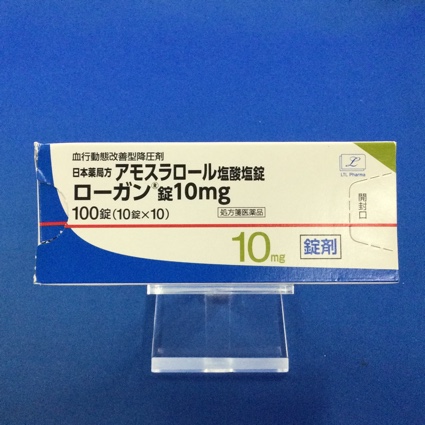 血行動態改善型降圧剤
日本薬局方 アモスラロール塩酸塩錠
ローガン®錠10mg
100錠(10錠×10)
処方箋医薬品
10mg
錠剤
L
LTL Pharma
開封口